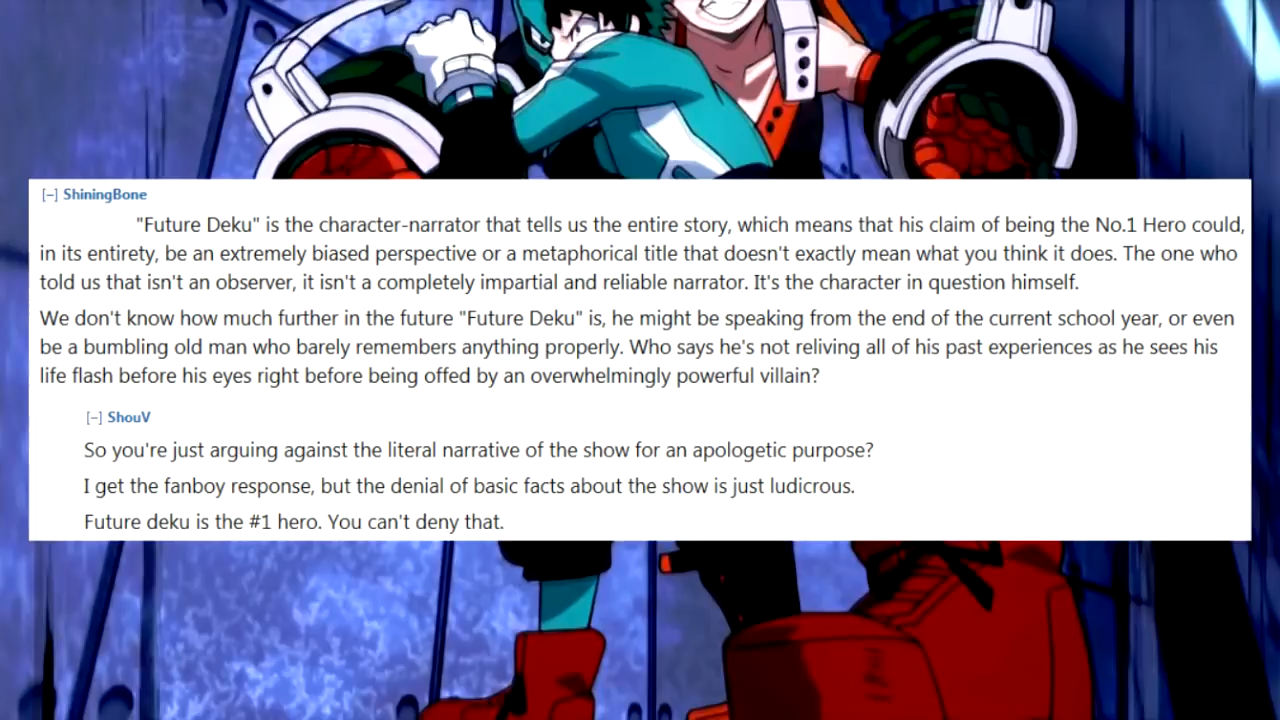 [–] ShiningBone
"Future Deku" is the character-narrator that tells us the entire story, which means that his claim of being the No.1 Hero could,
in its entirety, be an extremely biased perspective or a metaphorical title that doesn't exactly mean what you think it does. The one who
told us that isn't an observer, it isn't a completely impartial and reliable narrator. It's the character in question himself.
We don't know how much further in the future "Future Deku" is, he might be speaking from the end of the current school year, or even
be a bumbling old man who barely remembers anything properly. Who says he's not reliving all of his past experiences as he sees his
life flash before his eyes right before being offed by an overwhelmingly powerful villain?
[–] ShouV
So you're just arguing against the literal narrative of the show for an apologetic purpose?
I get the fanboy response, but the denial of basic facts about the show is just ludicrous.
Future deku is the #1 hero. You can't deny that.